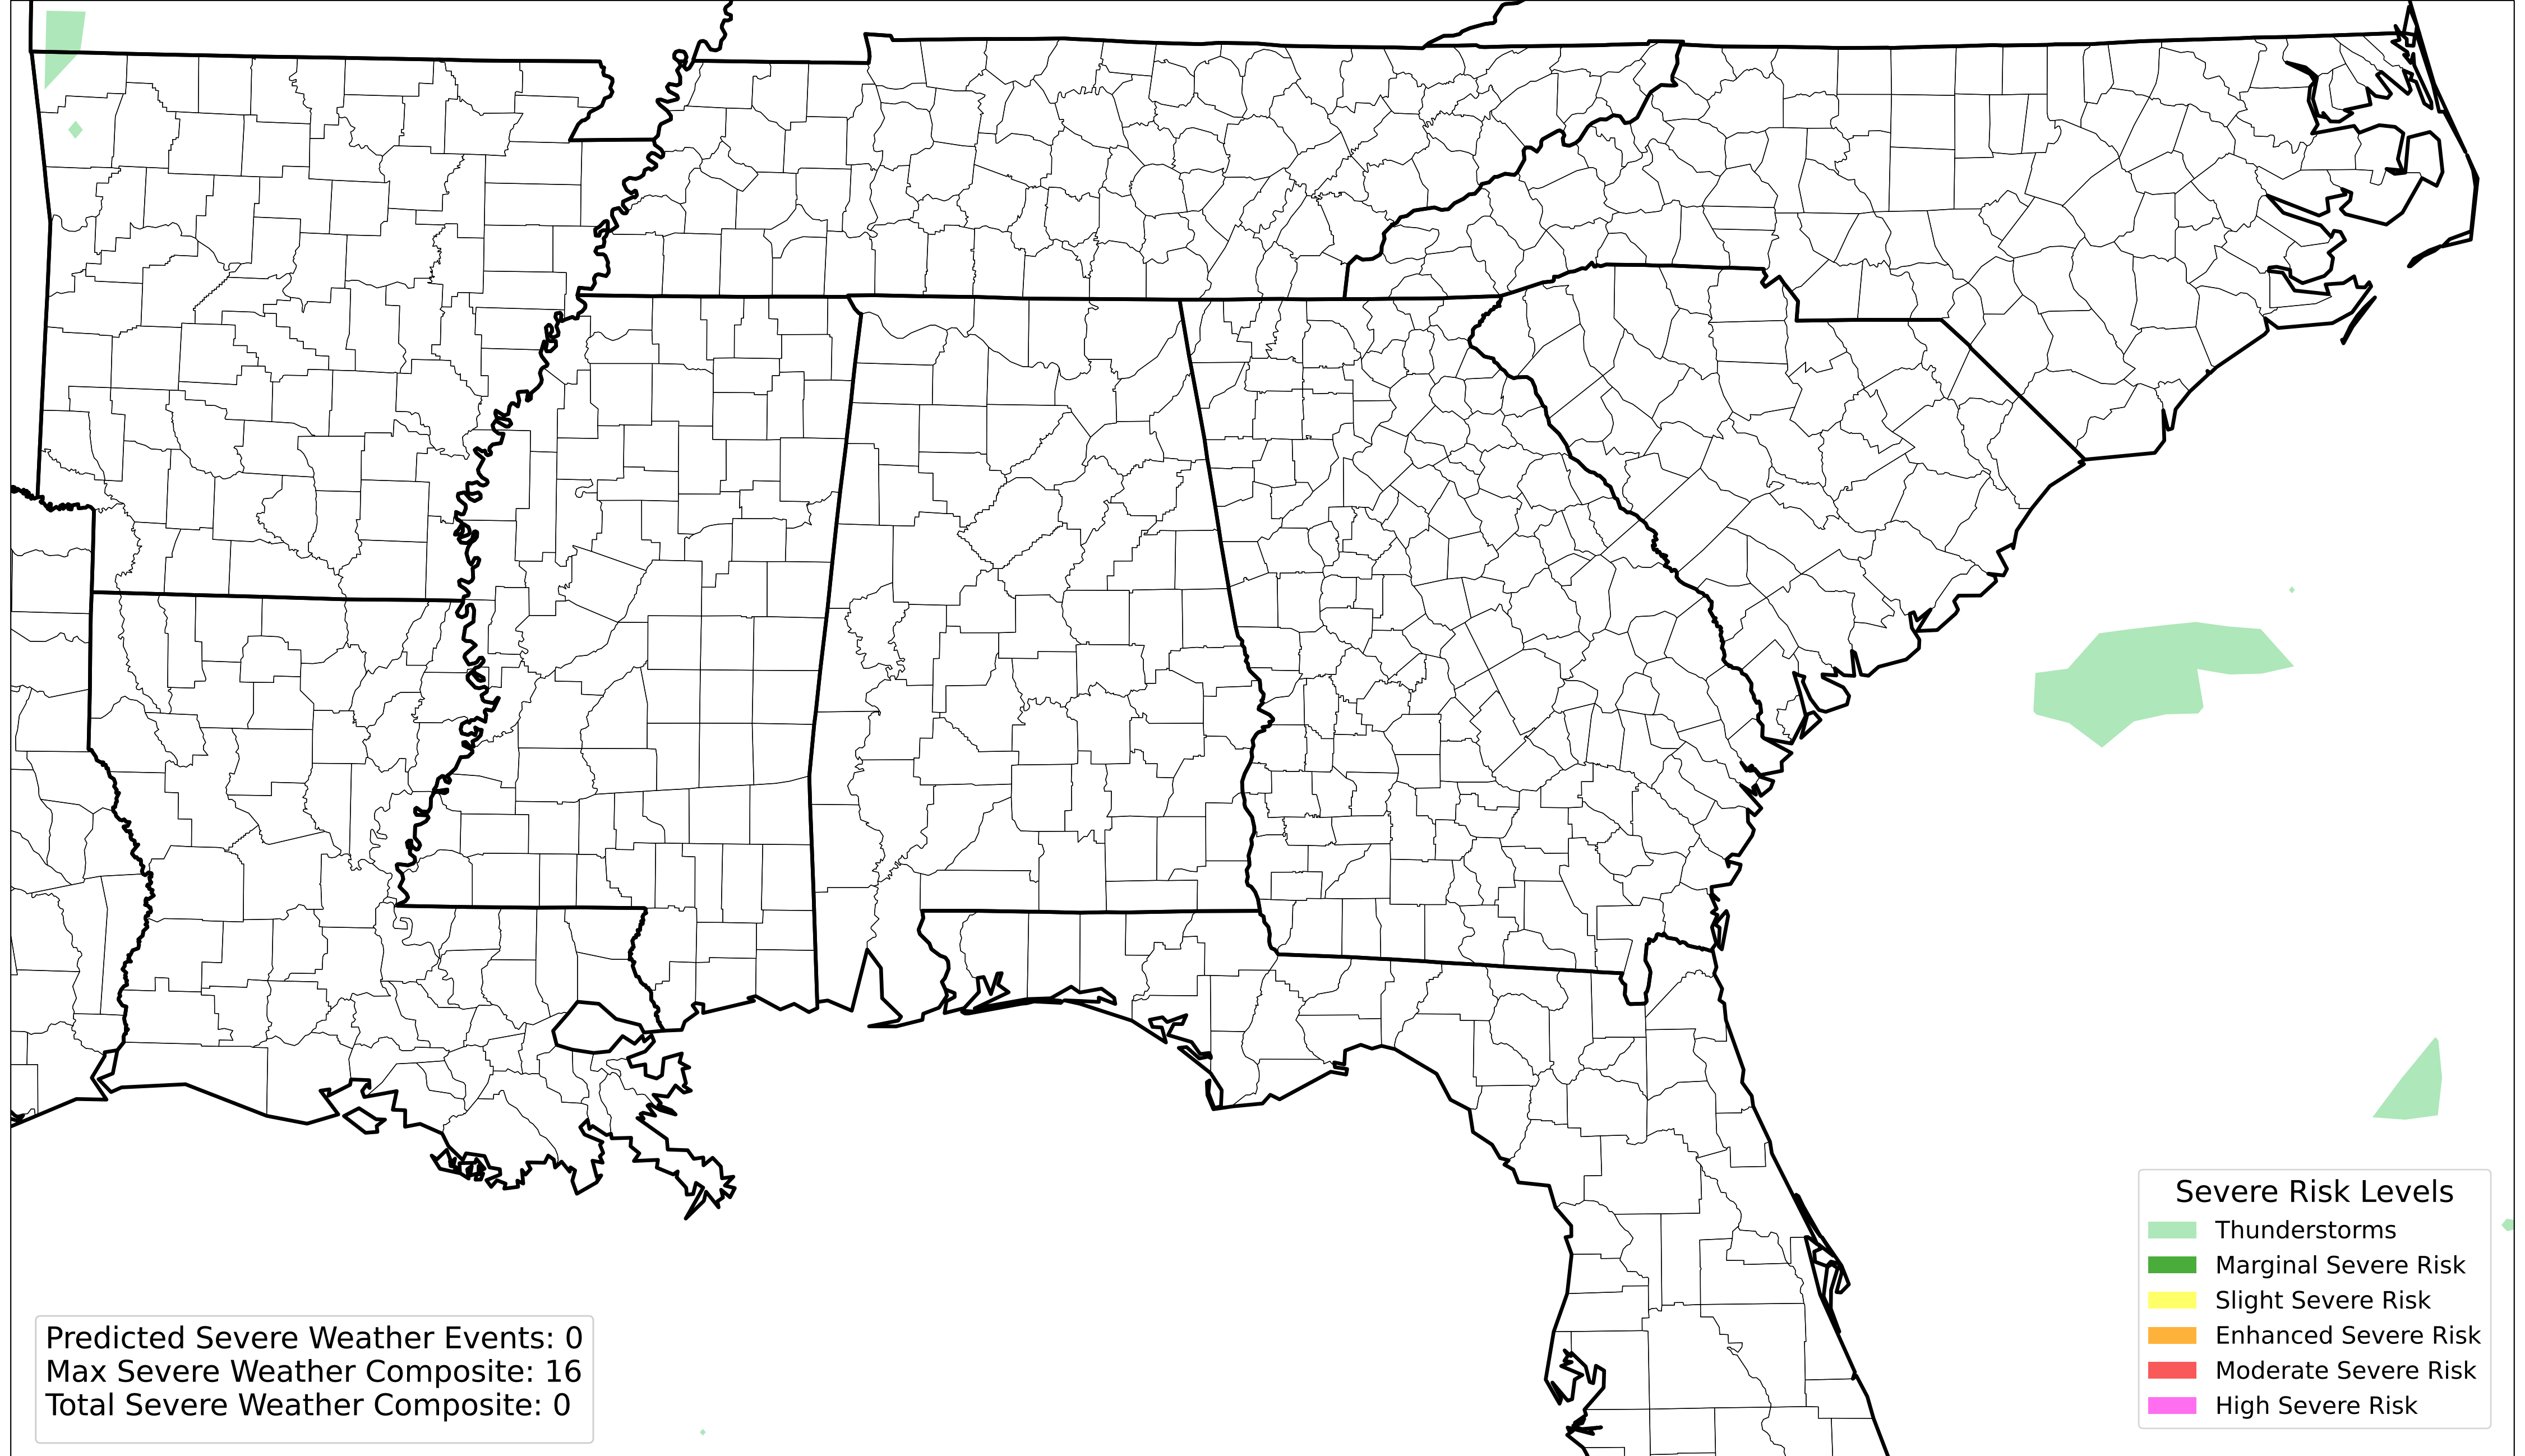 Severe Risk Levels
Thunderstorms
Marginal Severe Risk
Slight Severe Risk
Enhanced Severe Risk
Moderate Severe Risk
High Severe Risk
Predicted Severe Weather Events: 0
Max Severe Weather Composite: 16
Total Severe Weather Composite: 0